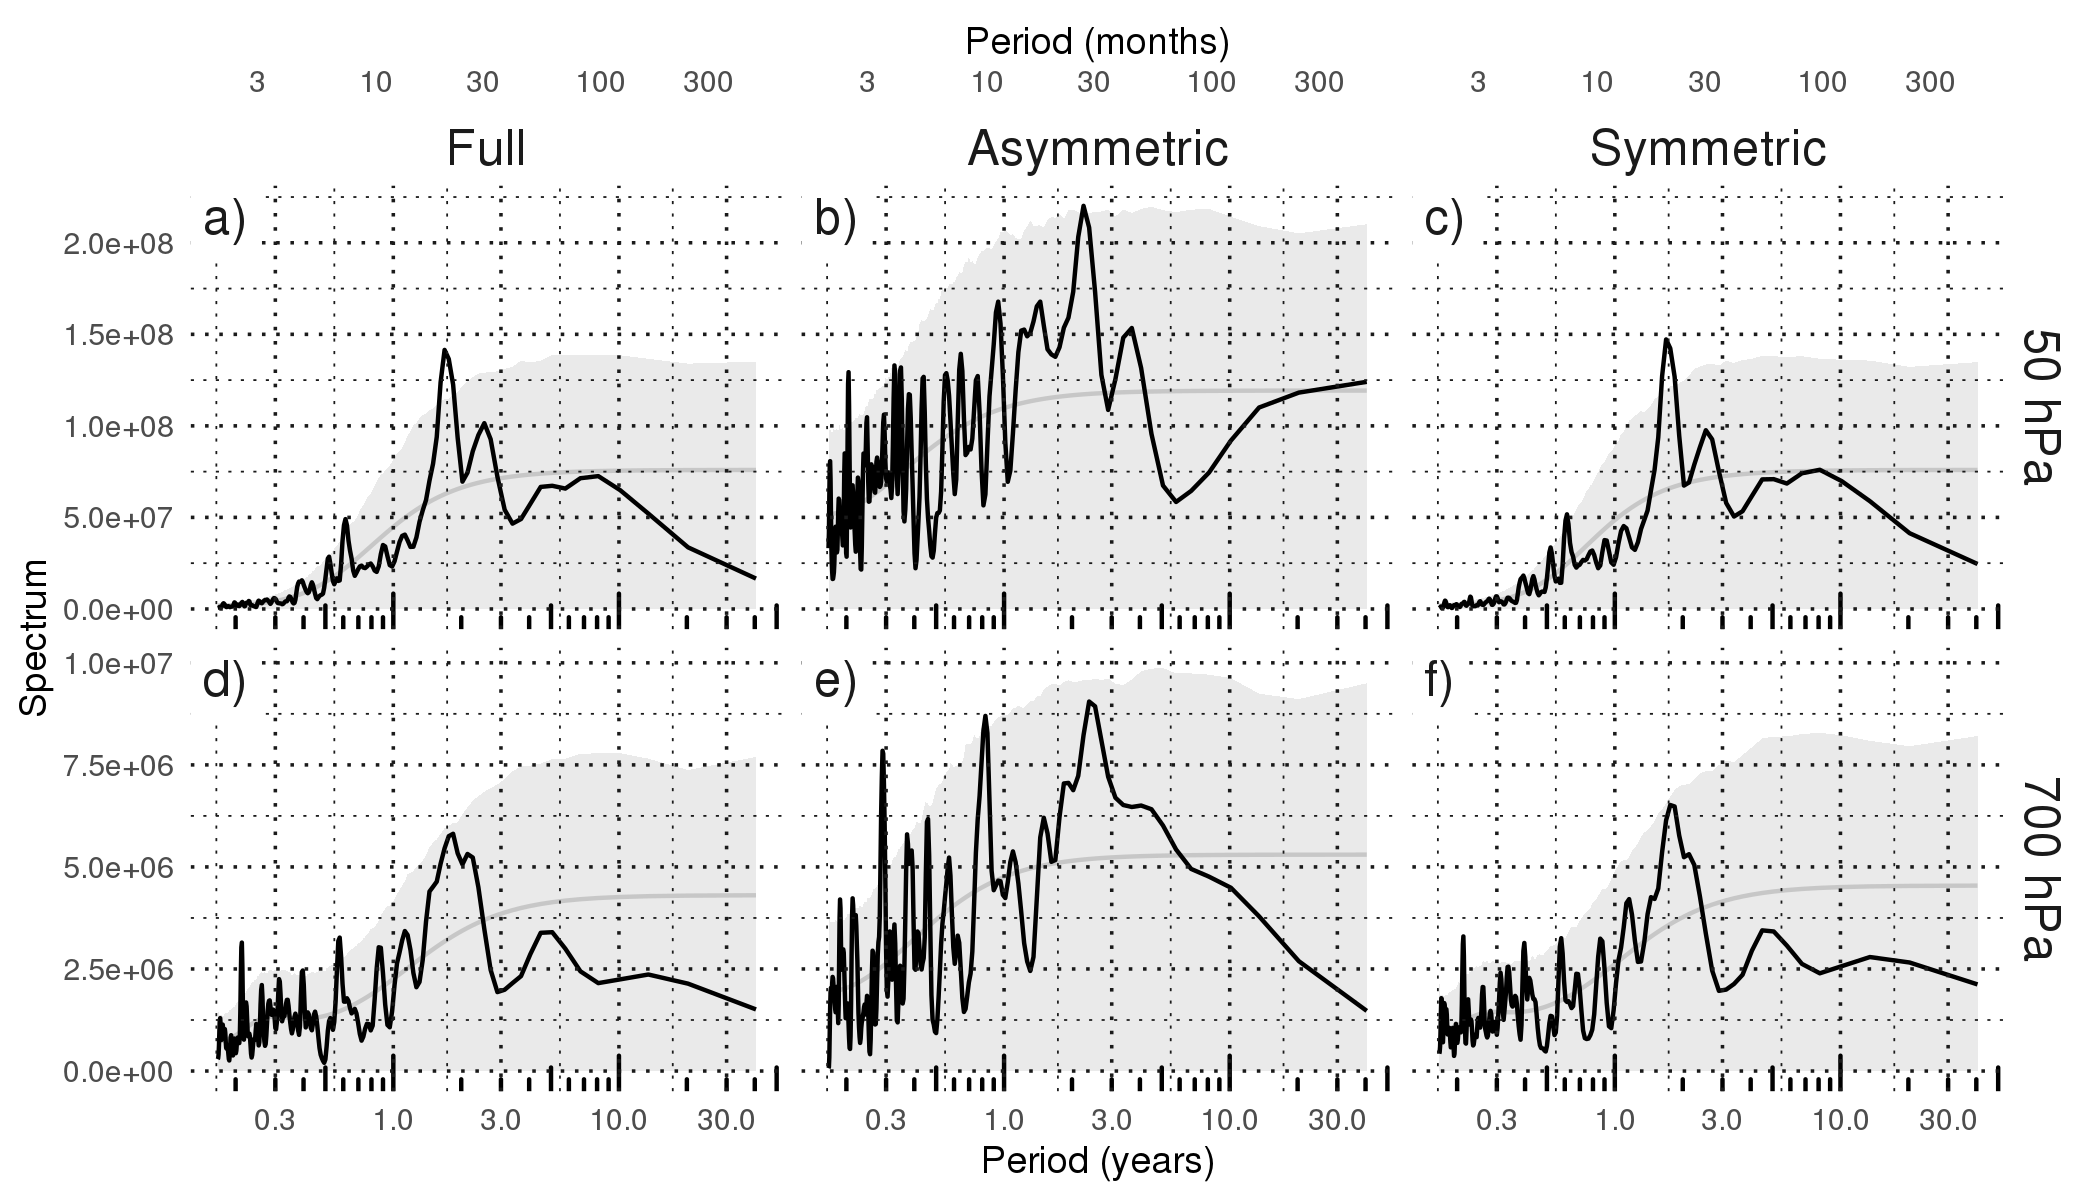 Period (months)
3 10 30 100 300 3 10 30 100 300 3 10 30 100 300
Full Asymmetric Symmetric
a) b) c)
2.0e+08
1.5e+08
1.0e+08
5.0e+07
0.0e+00
50 hPa
Spectrum
d) e) f)
1.0e+07
7.5e+06
5.0e+06
2.5e+06
0.0e+00
700 hPa
0.3 1.0 3.0 10.0 30.0 0.3 1.0 3.0 10.0 30.0 0.3 1.0 3.0 10.0 30.0
Period (years)